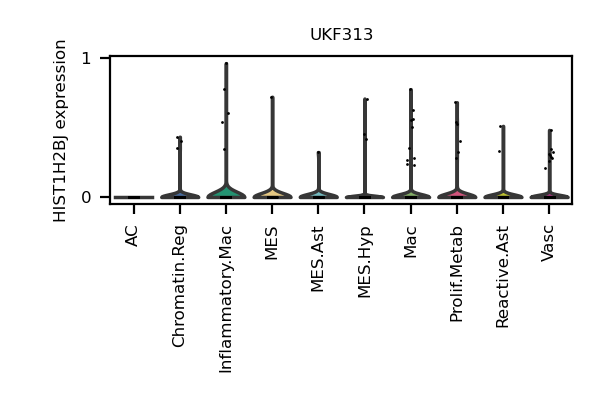 UKF313
HIST1H2BJ expression
1
0
AC
Chromatin.Reg
Inflammatory.Mac
MES
MES.Ast
MES.Hyp
Mac
Prolif.Metab
Reactive.Ast
Vasc